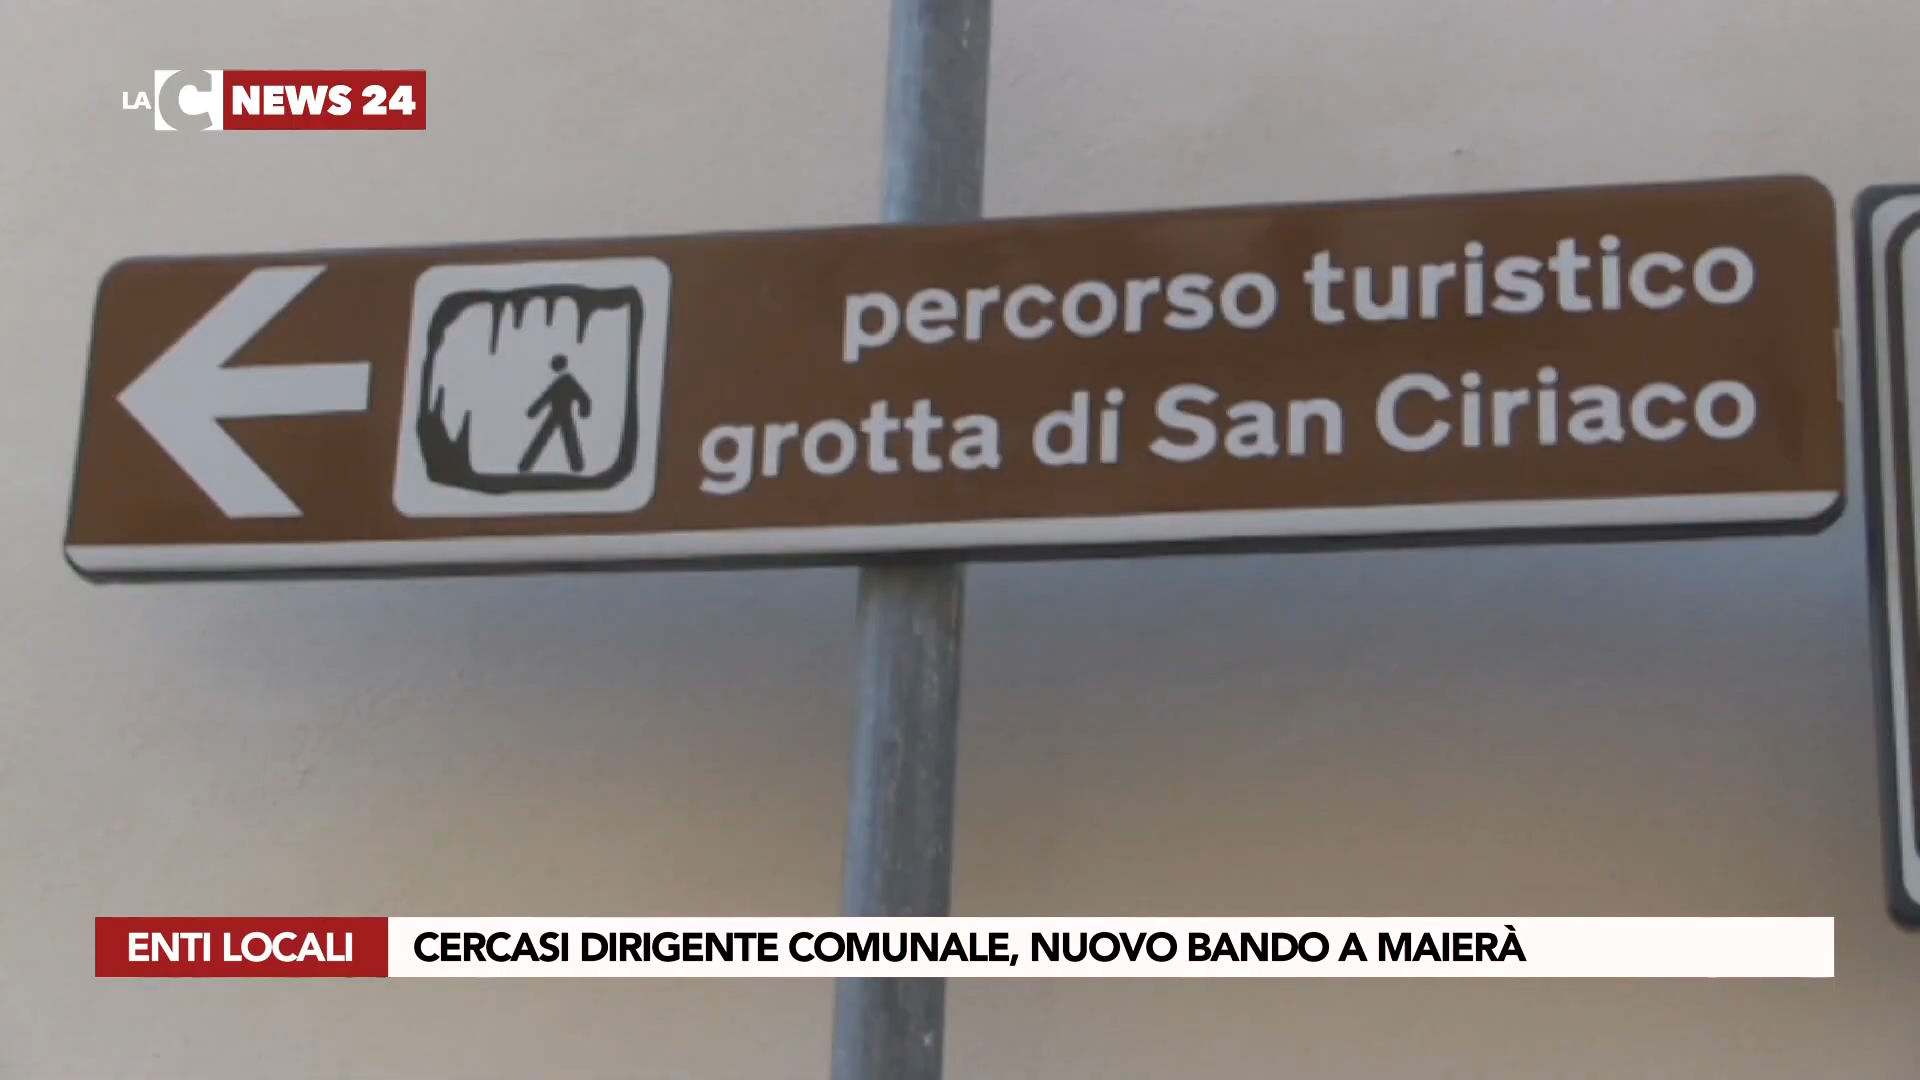 LA C NEWS 24
percorso turistico
grotta di San Ciriaco
ENTI LOCALI CERCASI DIRIGENTE COMUNALE, NUOVO BANDO A MAIERÀ